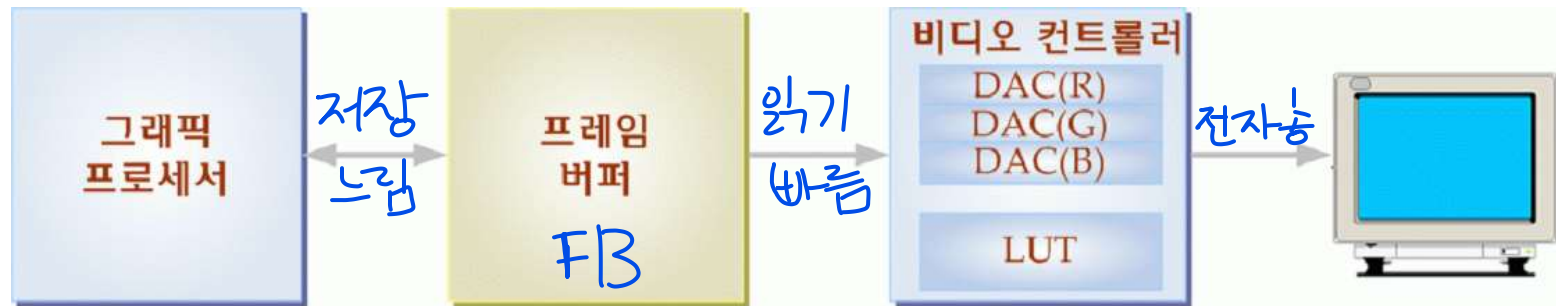 그래픽
프로세서
저장
느림
프레임
버퍼
FB
읽기
빠름
비디오 컨트롤러
DAC(R)
DAC(G)
DAC(B)
LUT
전자총